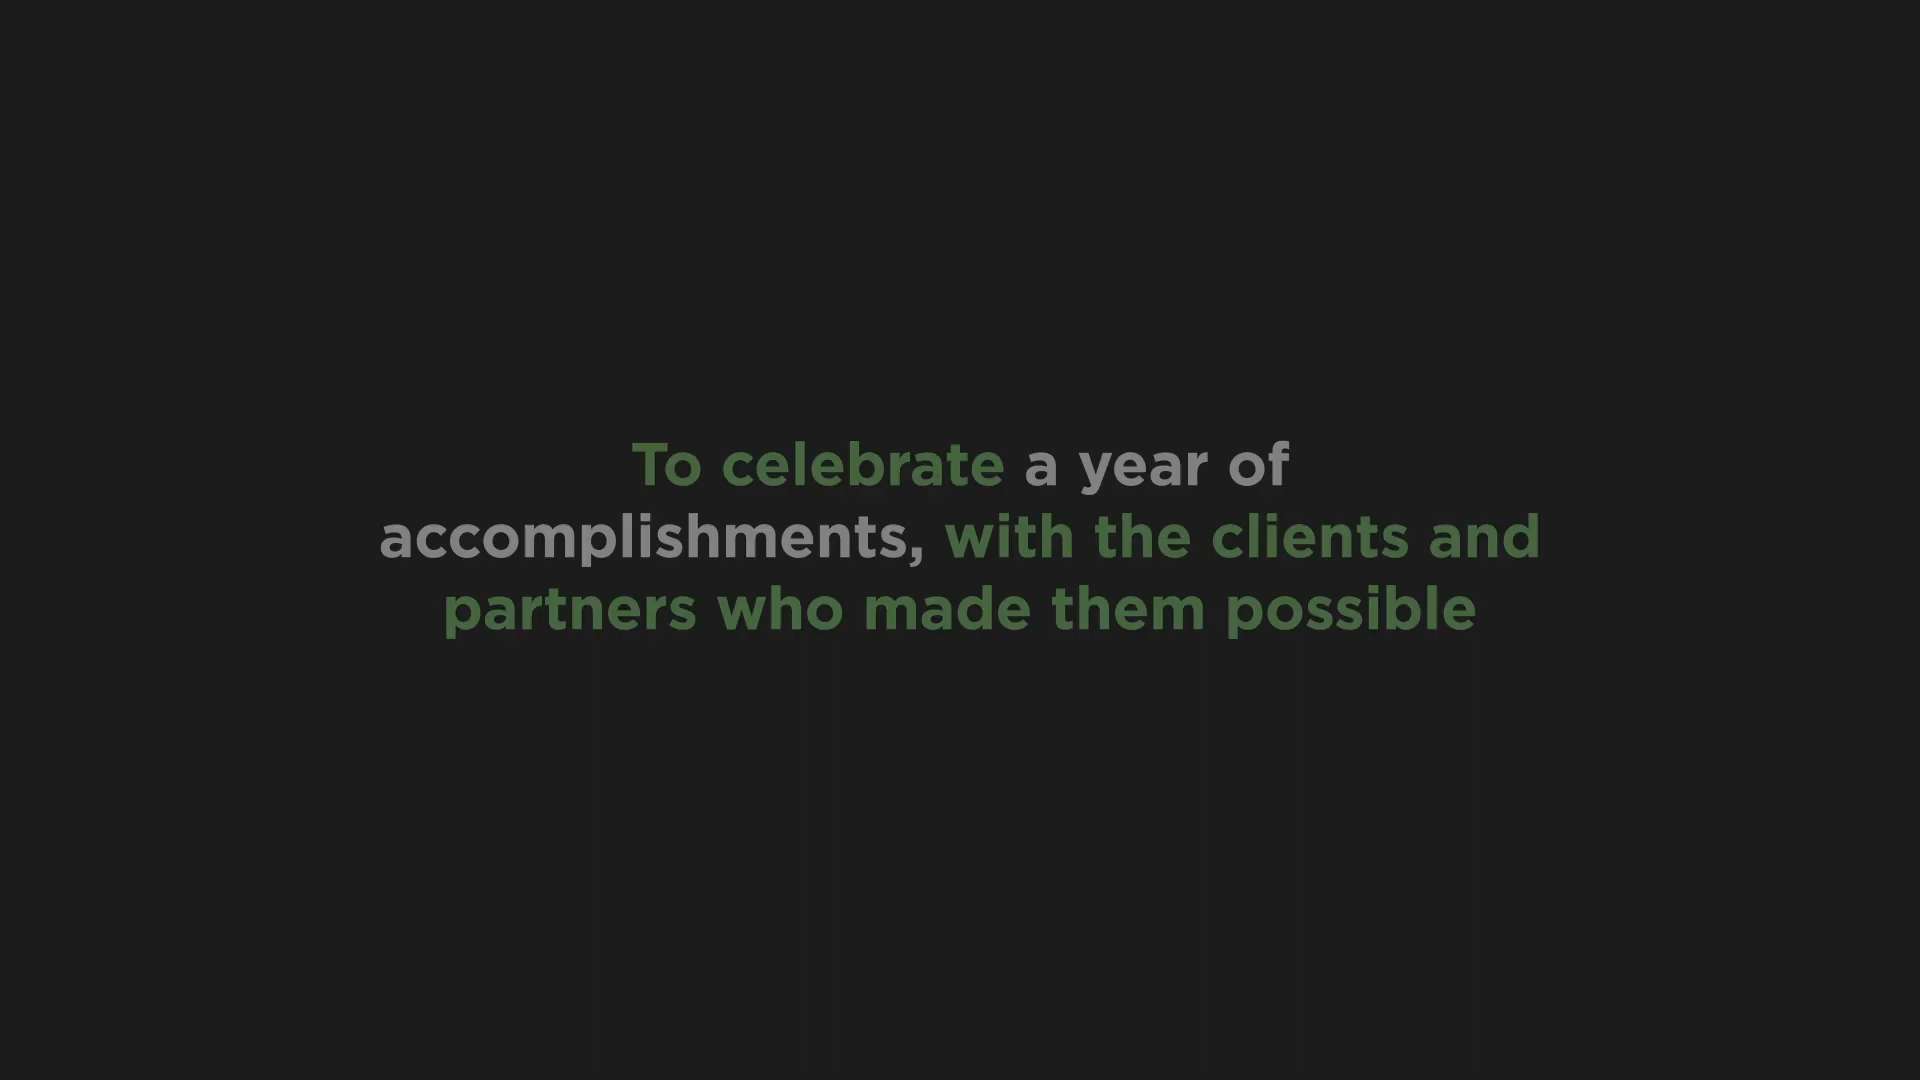 To celebrate a year of
accomplishments, with the clients and
partners who made them possible